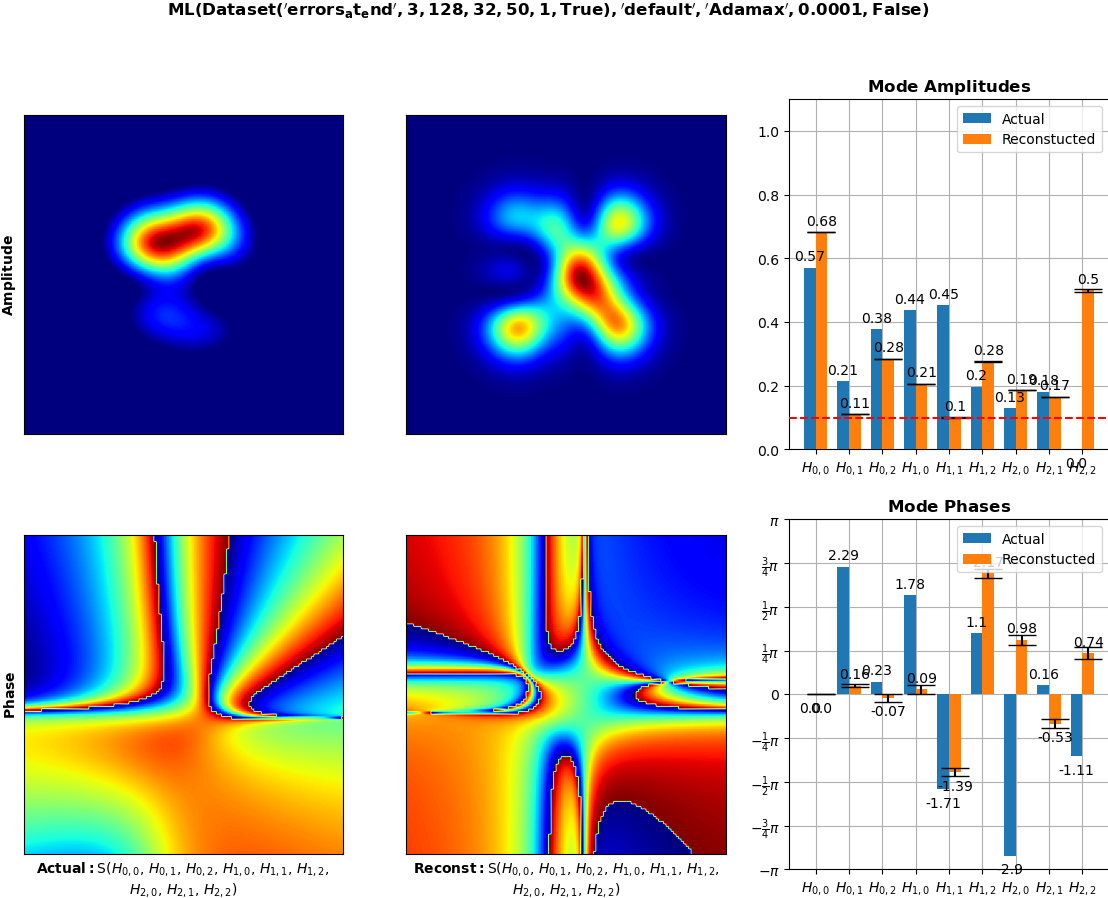 ML(Dataset('errors_at_end', 3, 128, 32, 50, 1, True), 'default', 'Adamax', 0.0001, False)
Amplitude
Mode Amplitudes
Actual
Reconstucted
1.0
0.8
0.6
0.4
0.2
0.0
0.57 0.21 0.38 0.44 0.45 0.2 0.13 0.18 0.0
0.68 0.11 0.28 0.21 0.1 0.28 0.19 0.17 0.5
H0,0 H0,1 H0,2 H1,0 H1,1 H1,2 H2,0 H2,1 H2,2
Phase
Mode Phases
Actual
Reconstucted
π
3/4π
1/2π
1/4π
0
−1/4π
−1/2π
−3/4π
−π
0.0 2.29 0.23 1.78 -1.71 1.1 -2.9 0.16 -1.11
0.0 0.16 -0.07 0.09 -1.39 0.98 -0.53 0.74
H0,0 H0,1 H0,2 H1,0 H1,1 H1,2 H2,0 H2,1 H2,2
Actual: S(H0,0, H0,1, H0,2, H1,0, H1,1, H1,2,
H2,0, H2,1, H2,2)
Reconst: S(H0,0, H0,1, H0,2, H1,0, H1,1, H1,2,
H2,0, H2,1, H2,2)